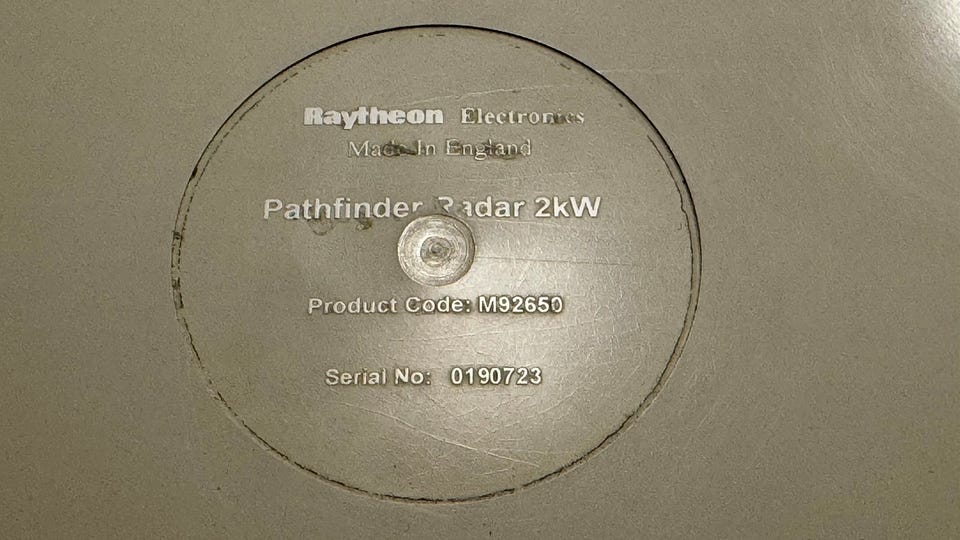 Raytheon Electronics
Made In England
Pathfinder Radar 2kW
Product Code: M92650
Serial No: 0190723